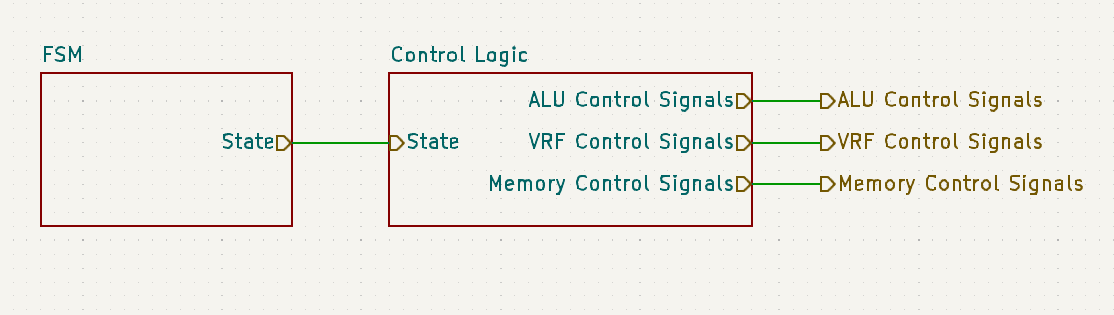 FSM
State
Control Logic
State
ALU Control Signals
VRF Control Signals
Memory Control Signals
ALU Control Signals
VRF Control Signals
Memory Control Signals